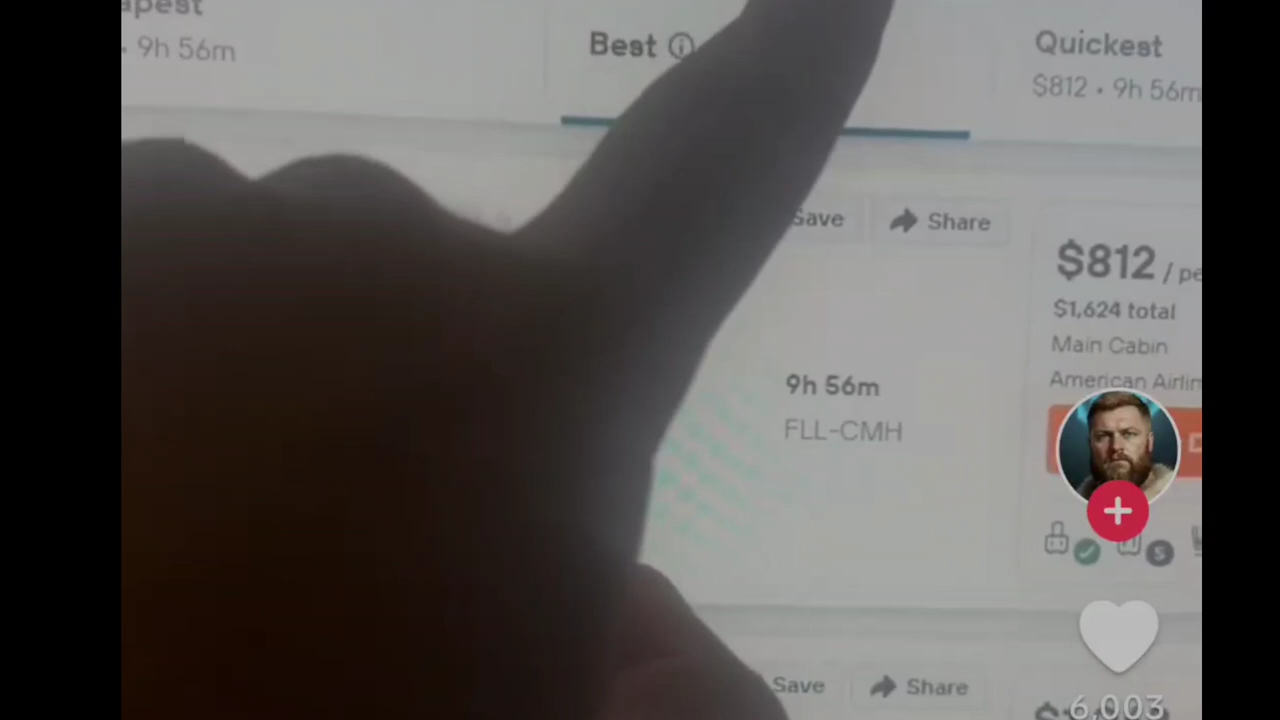 Best
Quickest
• 9h 56m
$812 • 9h 56m
Save
Share
$812 /
$1,624 total
Main Cabin
9h 56m
American
FLL-CMH
Save
Share
6,003